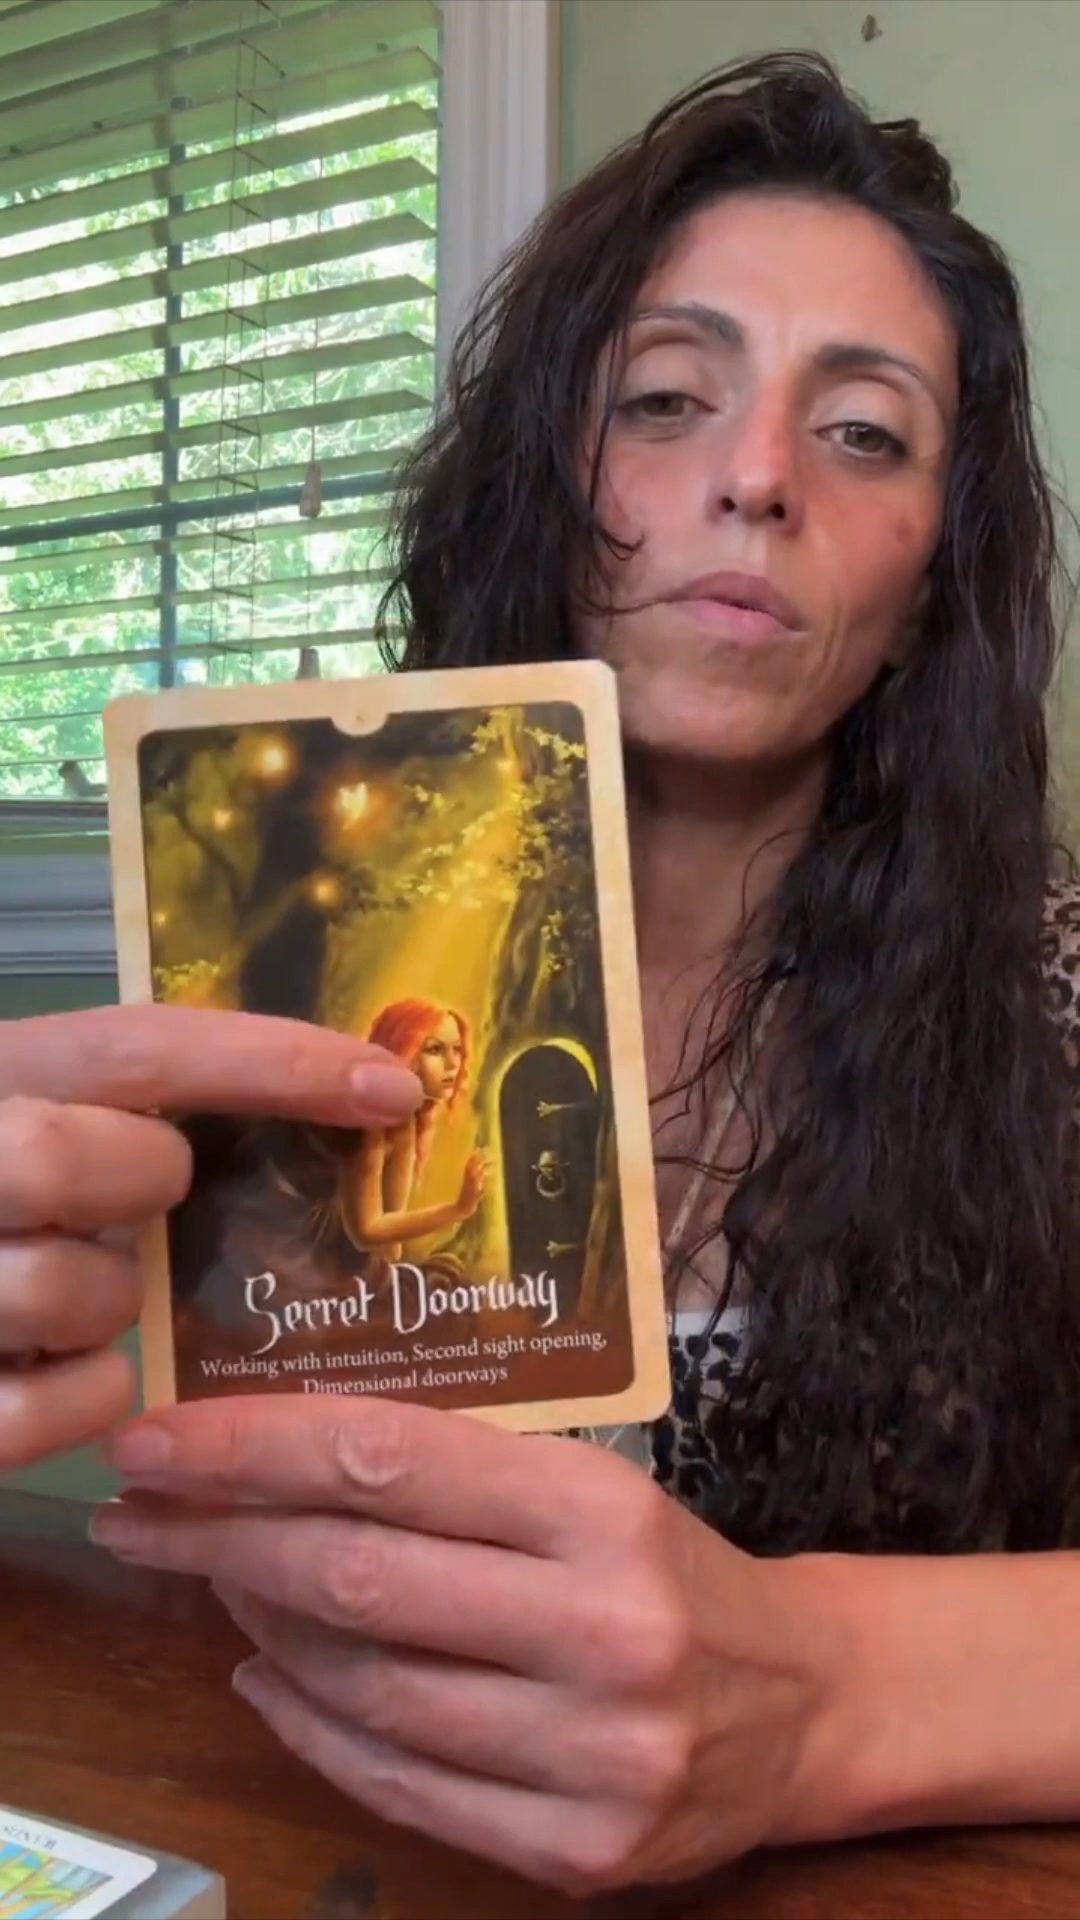 Secret Doorway
Working with intuition, Second sight opening,
Dimensional doorways